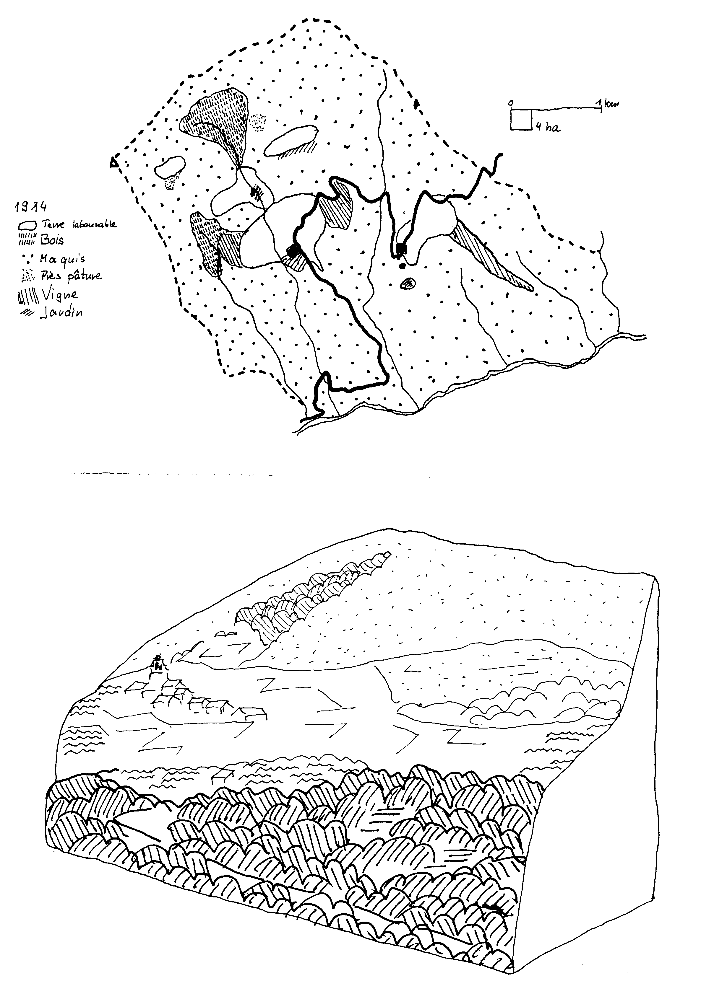 0 1 km
4 ha
1914
Terre labourable
Bois
Maquis
Près pâture
Vigne
Jardin